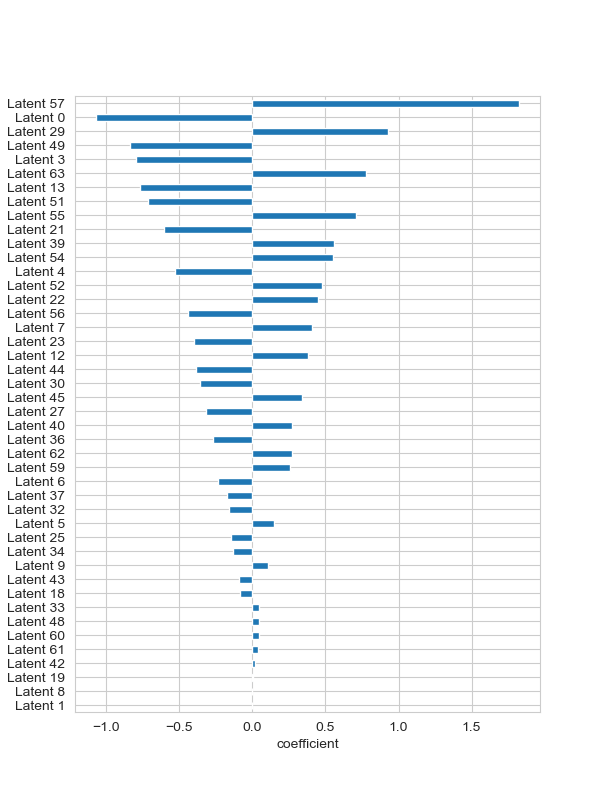 Latent 57
Latent 0
Latent 29
Latent 49
Latent 3
Latent 63
Latent 13
Latent 51
Latent 55
Latent 21
Latent 39
Latent 54
Latent 4
Latent 52
Latent 22
Latent 56
Latent 7
Latent 23
Latent 12
Latent 44
Latent 30
Latent 45
Latent 27
Latent 40
Latent 36
Latent 62
Latent 59
Latent 6
Latent 37
Latent 32
Latent 5
Latent 25
Latent 34
Latent 9
Latent 43
Latent 18
Latent 33
Latent 48
Latent 60
Latent 61
Latent 42
Latent 19
Latent 8
Latent 1
−1.0 −0.5 0.0 0.5 1.0 1.5
coefficient